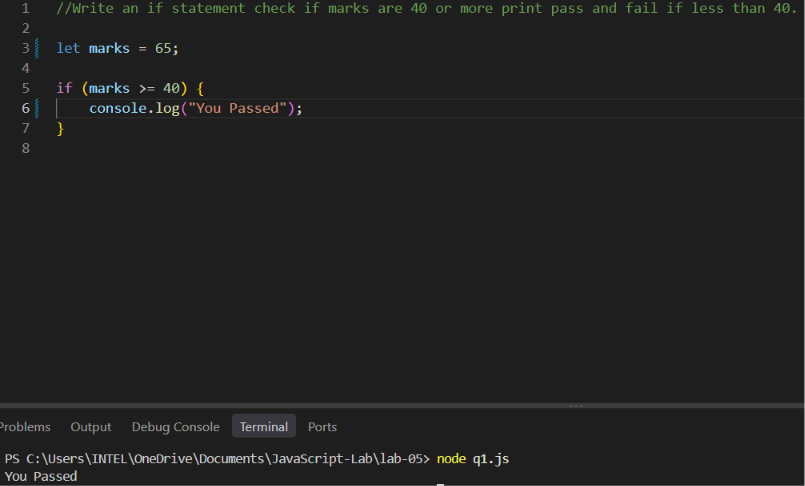 1 //Write an if statement check if marks are 40 or more print pass and fail if less than 40.
2
3 let marks = 65;
4
5 if (marks >= 40) {
6     console.log("You Passed");
7 }
8
Problems Output Debug Console Terminal Ports
PS C:\Users\INTEL\OneDrive\Documents\JavaScript-Lab\lab-05> node q1.js
You Passed